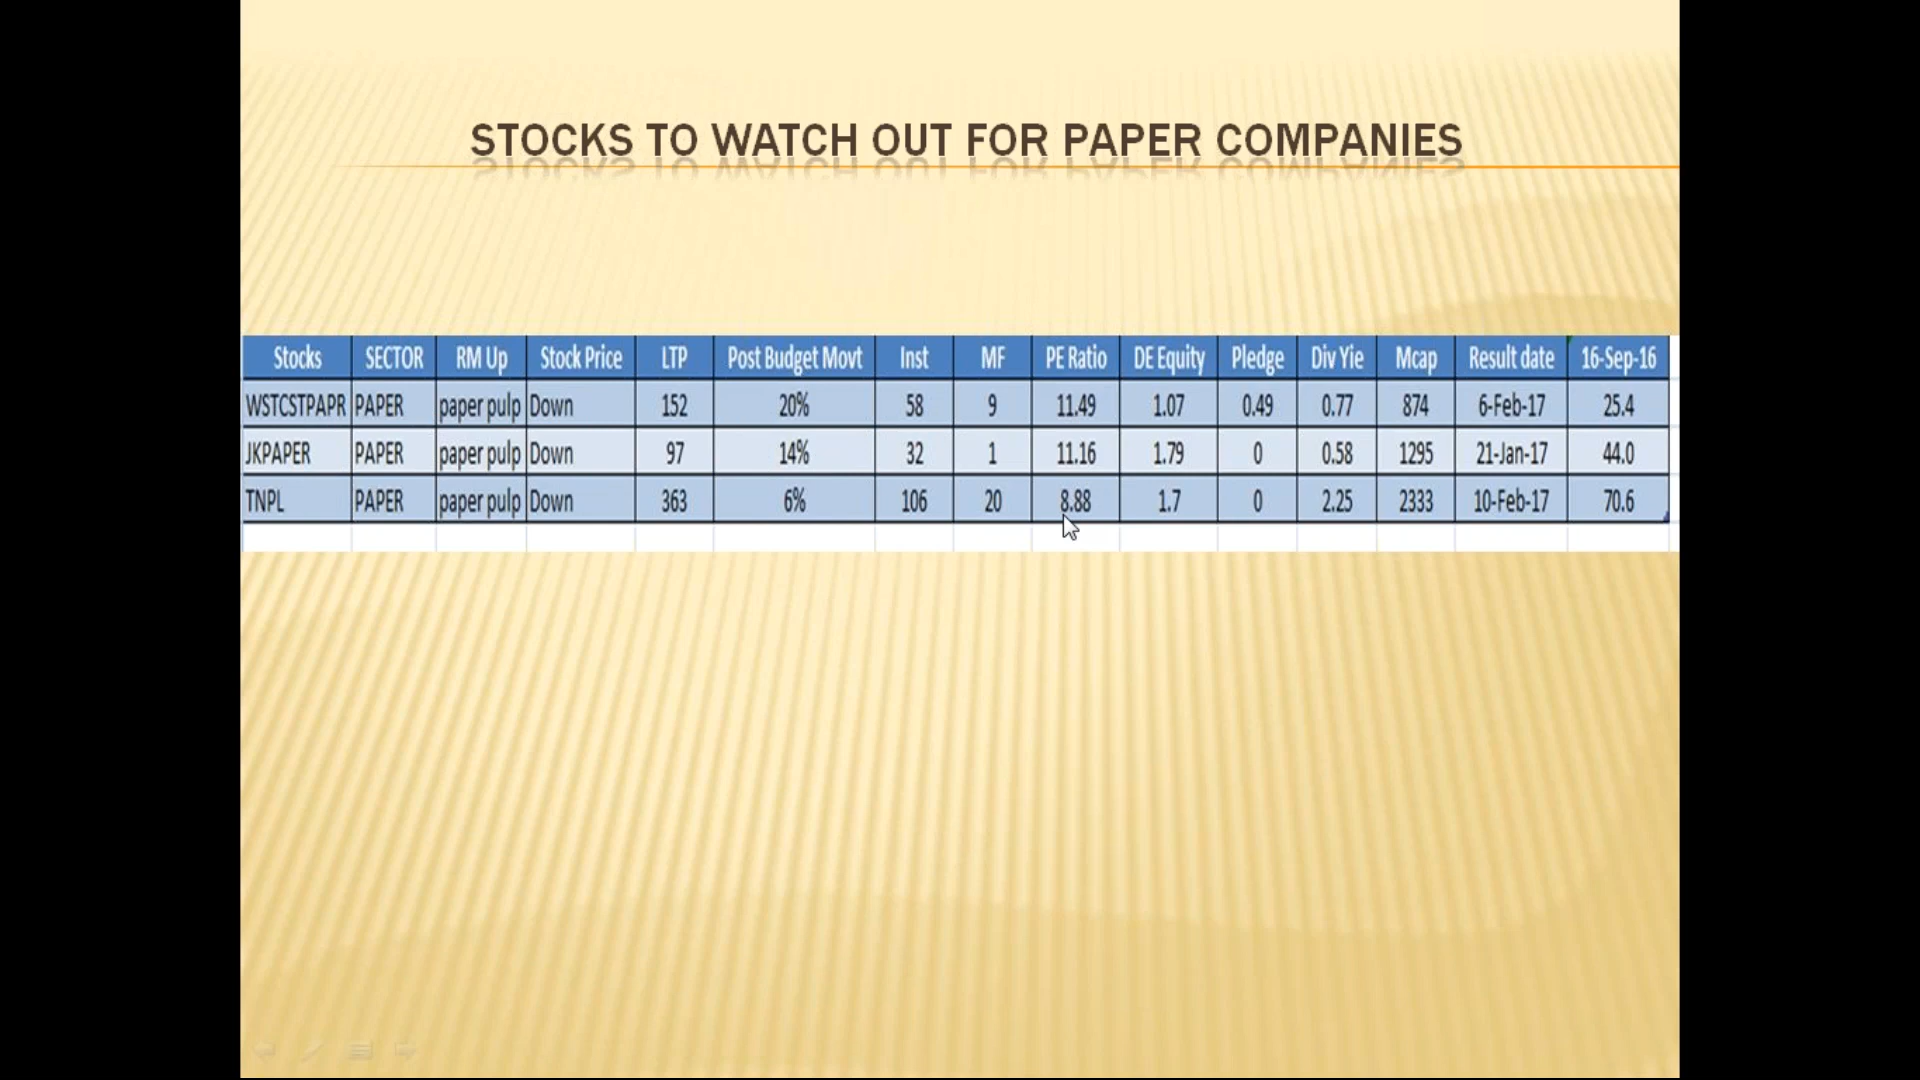 STOCKS TO WATCH OUT FOR PAPER COMPANIES
Stocks SECTOR RM Up Stock Price LTP Post Budget Movt Inst MF PE Ratio DE Equity Pledge Div Yie Mcap Result date 16-Sep-16
WSTCSTPAPR PAPER paper pulp Down 152 20% 58 9 11.49 1.07 0.49 0.77 874 6-Feb-17 25.4
JKPAPER PAPER paper pulp Down 97 14% 32 1 11.16 1.79 0 0.58 1295 21-Jan-17 44.0
TNPL PAPER paper pulp Down 363 6% 106 20 8.88 1.7 0 2.25 2333 10-Feb-17 70.6